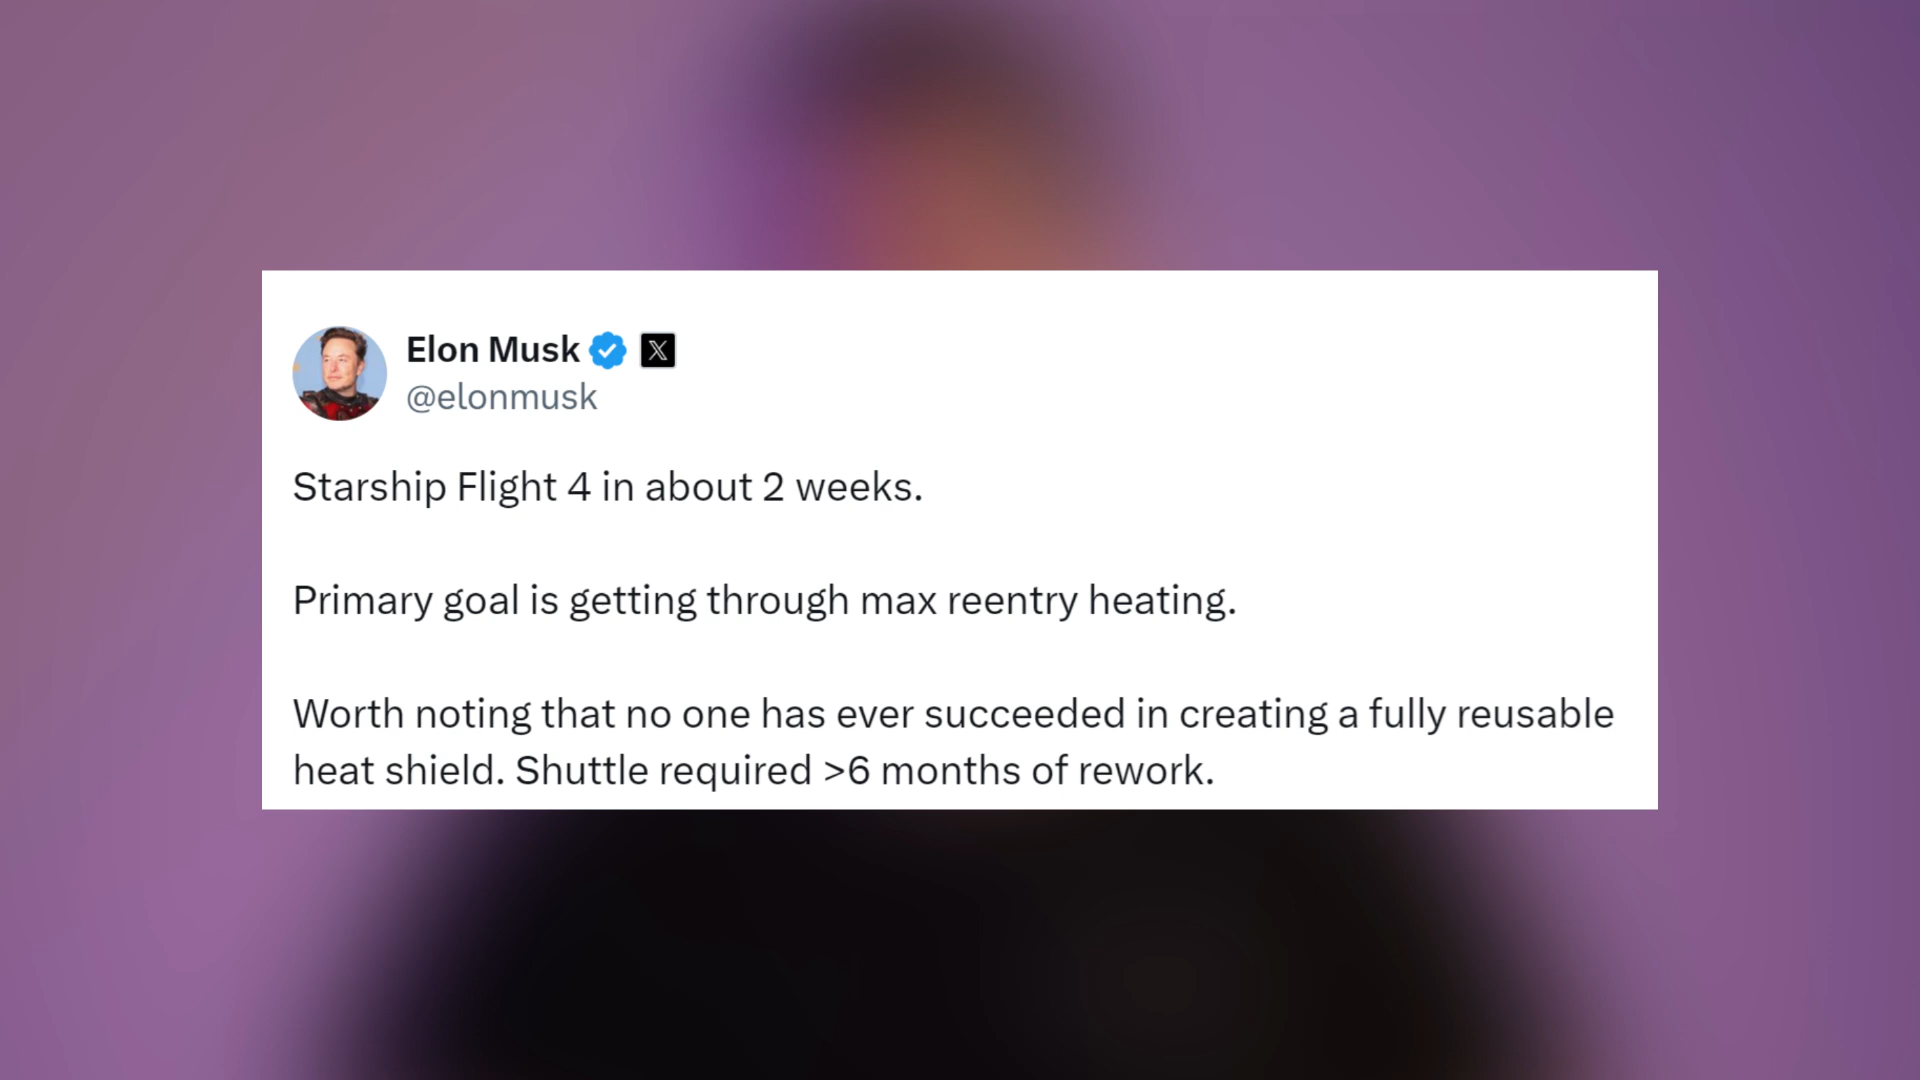 Elon Musk
@elonmusk
Starship Flight 4 in about 2 weeks.
Primary goal is getting through max reentry heating.
Worth noting that no one has ever succeeded in creating a fully reusable
heat shield. Shuttle required >6 months of rework.